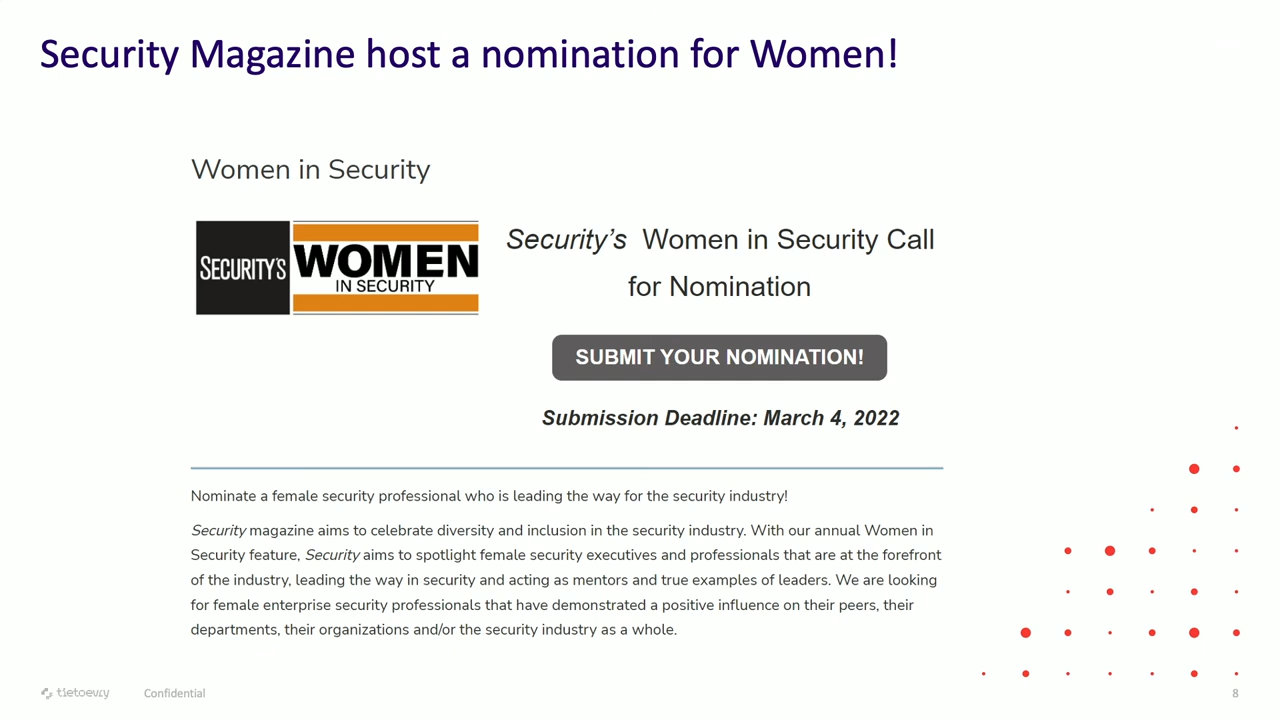 Security Magazine host a nomination for Women!
Women in Security
SECURITY'S
WOMEN
IN SECURITY
Security's Women in Security Call
for Nomination
SUBMIT YOUR NOMINATION!
Submission Deadline: March 4, 2022
Nominate a female security professional who is leading the way for the security industry!
Security magazine aims to celebrate diversity and inclusion in the security industry. With our annual Women in
Security feature, Security aims to spotlight female security executives and professionals that are at the forefront
of the industry, leading the way in security and acting as mentors and true examples of leaders. We are looking
for female enterprise security professionals that have demonstrated a positive influence on their peers, their
departments, their organizations and/or the security industry as a whole.
tietoevry
Confidential
8